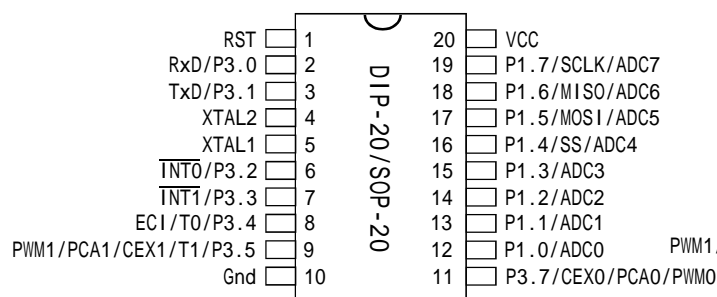 RST 1 20 VCC
RxD/P3.0 2 19 P1.7/SCLK/ADC7
TxD/P3.1 3 18 P1.6/MISO/ADC6
XTAL2 4 17 P1.5/MOSI/ADC5
XTAL1 5 16 P1.4/SS/ADC4
INT0/P3.2 6 15 P1.3/ADC3
INT1/P3.3 7 14 P1.2/ADC2
ECI/T0/P3.4 8 13 P1.1/ADC1
PWM1/PCA1/CEX1/T1/P3.5 9 12 P1.0/ADC0 PWM1/
Gnd 10 11 P3.7/CEX0/PCA0/PWM0
DIP-20/SOP-20